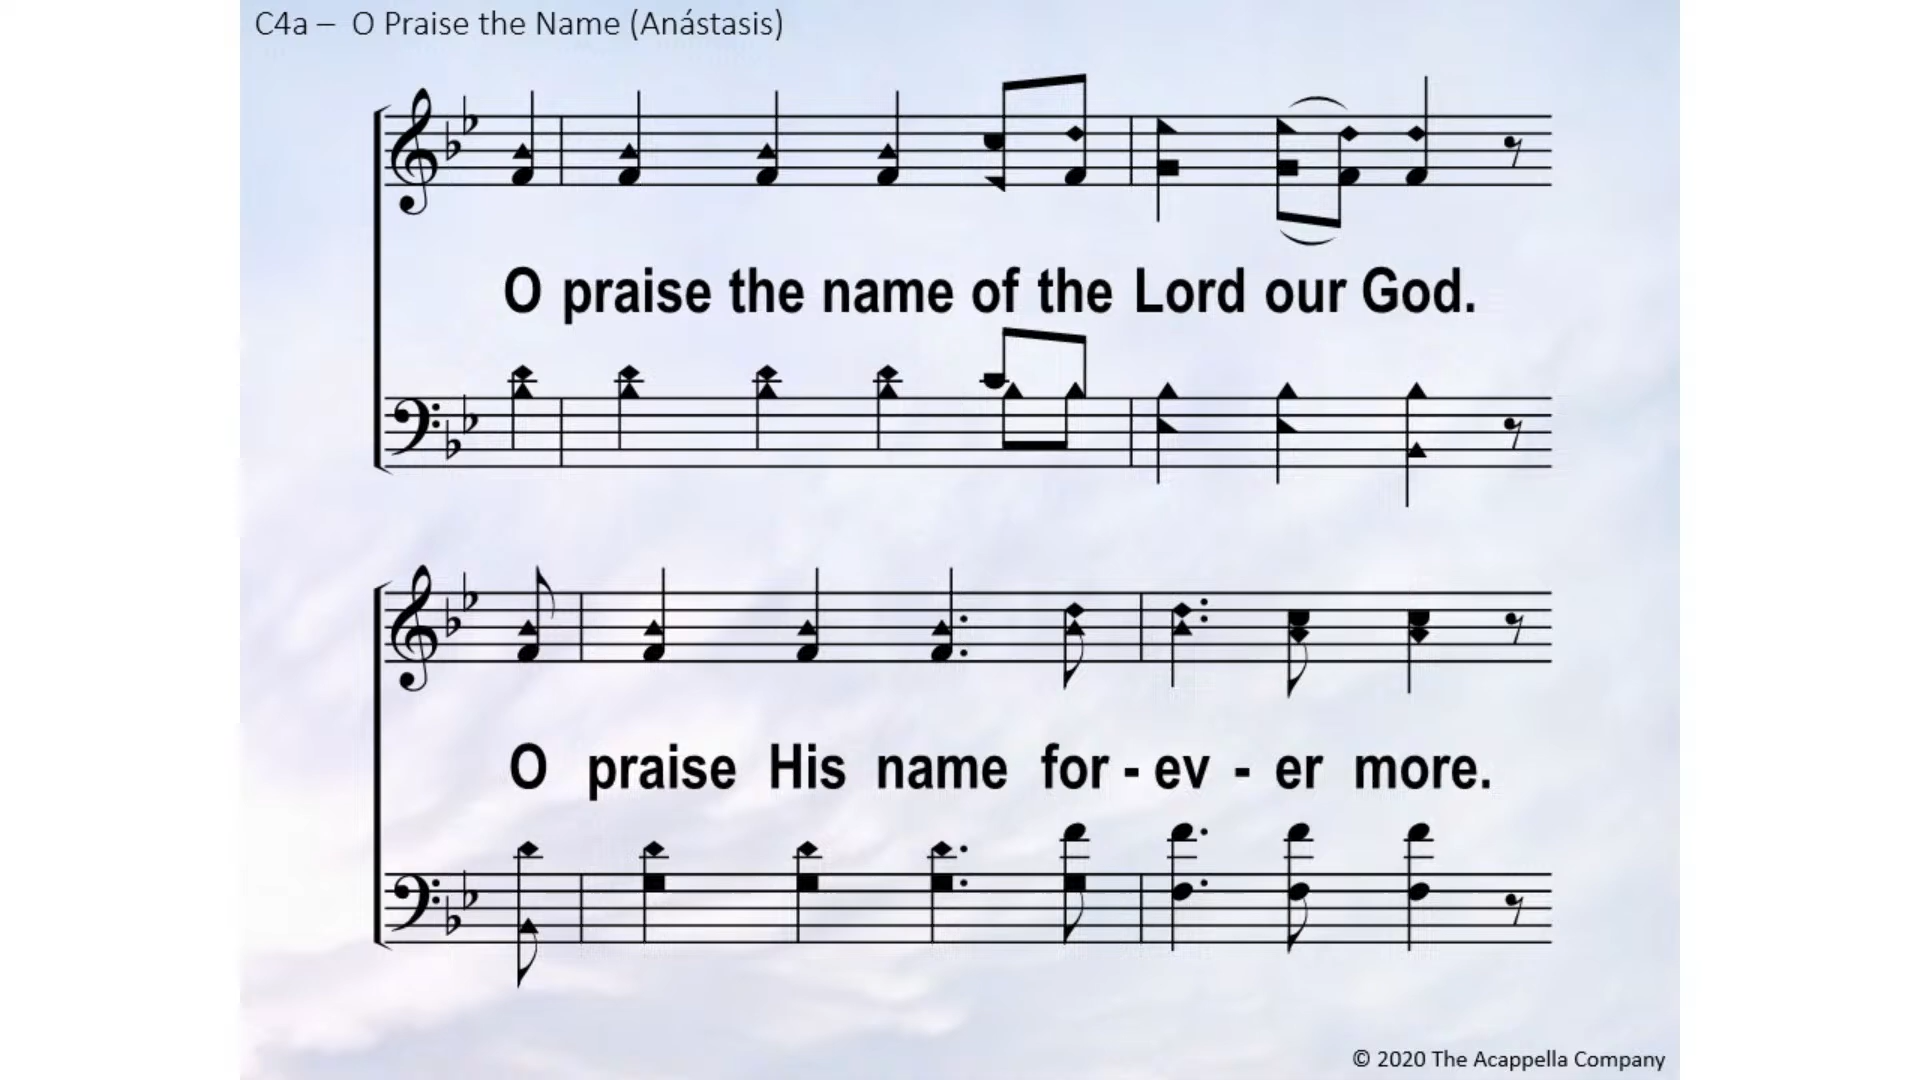 C4a – O Praise the Name (Anástasis)
O praise the name of the Lord our God.
O praise His name for - ev - er more.
© 2020 The Acappella Company